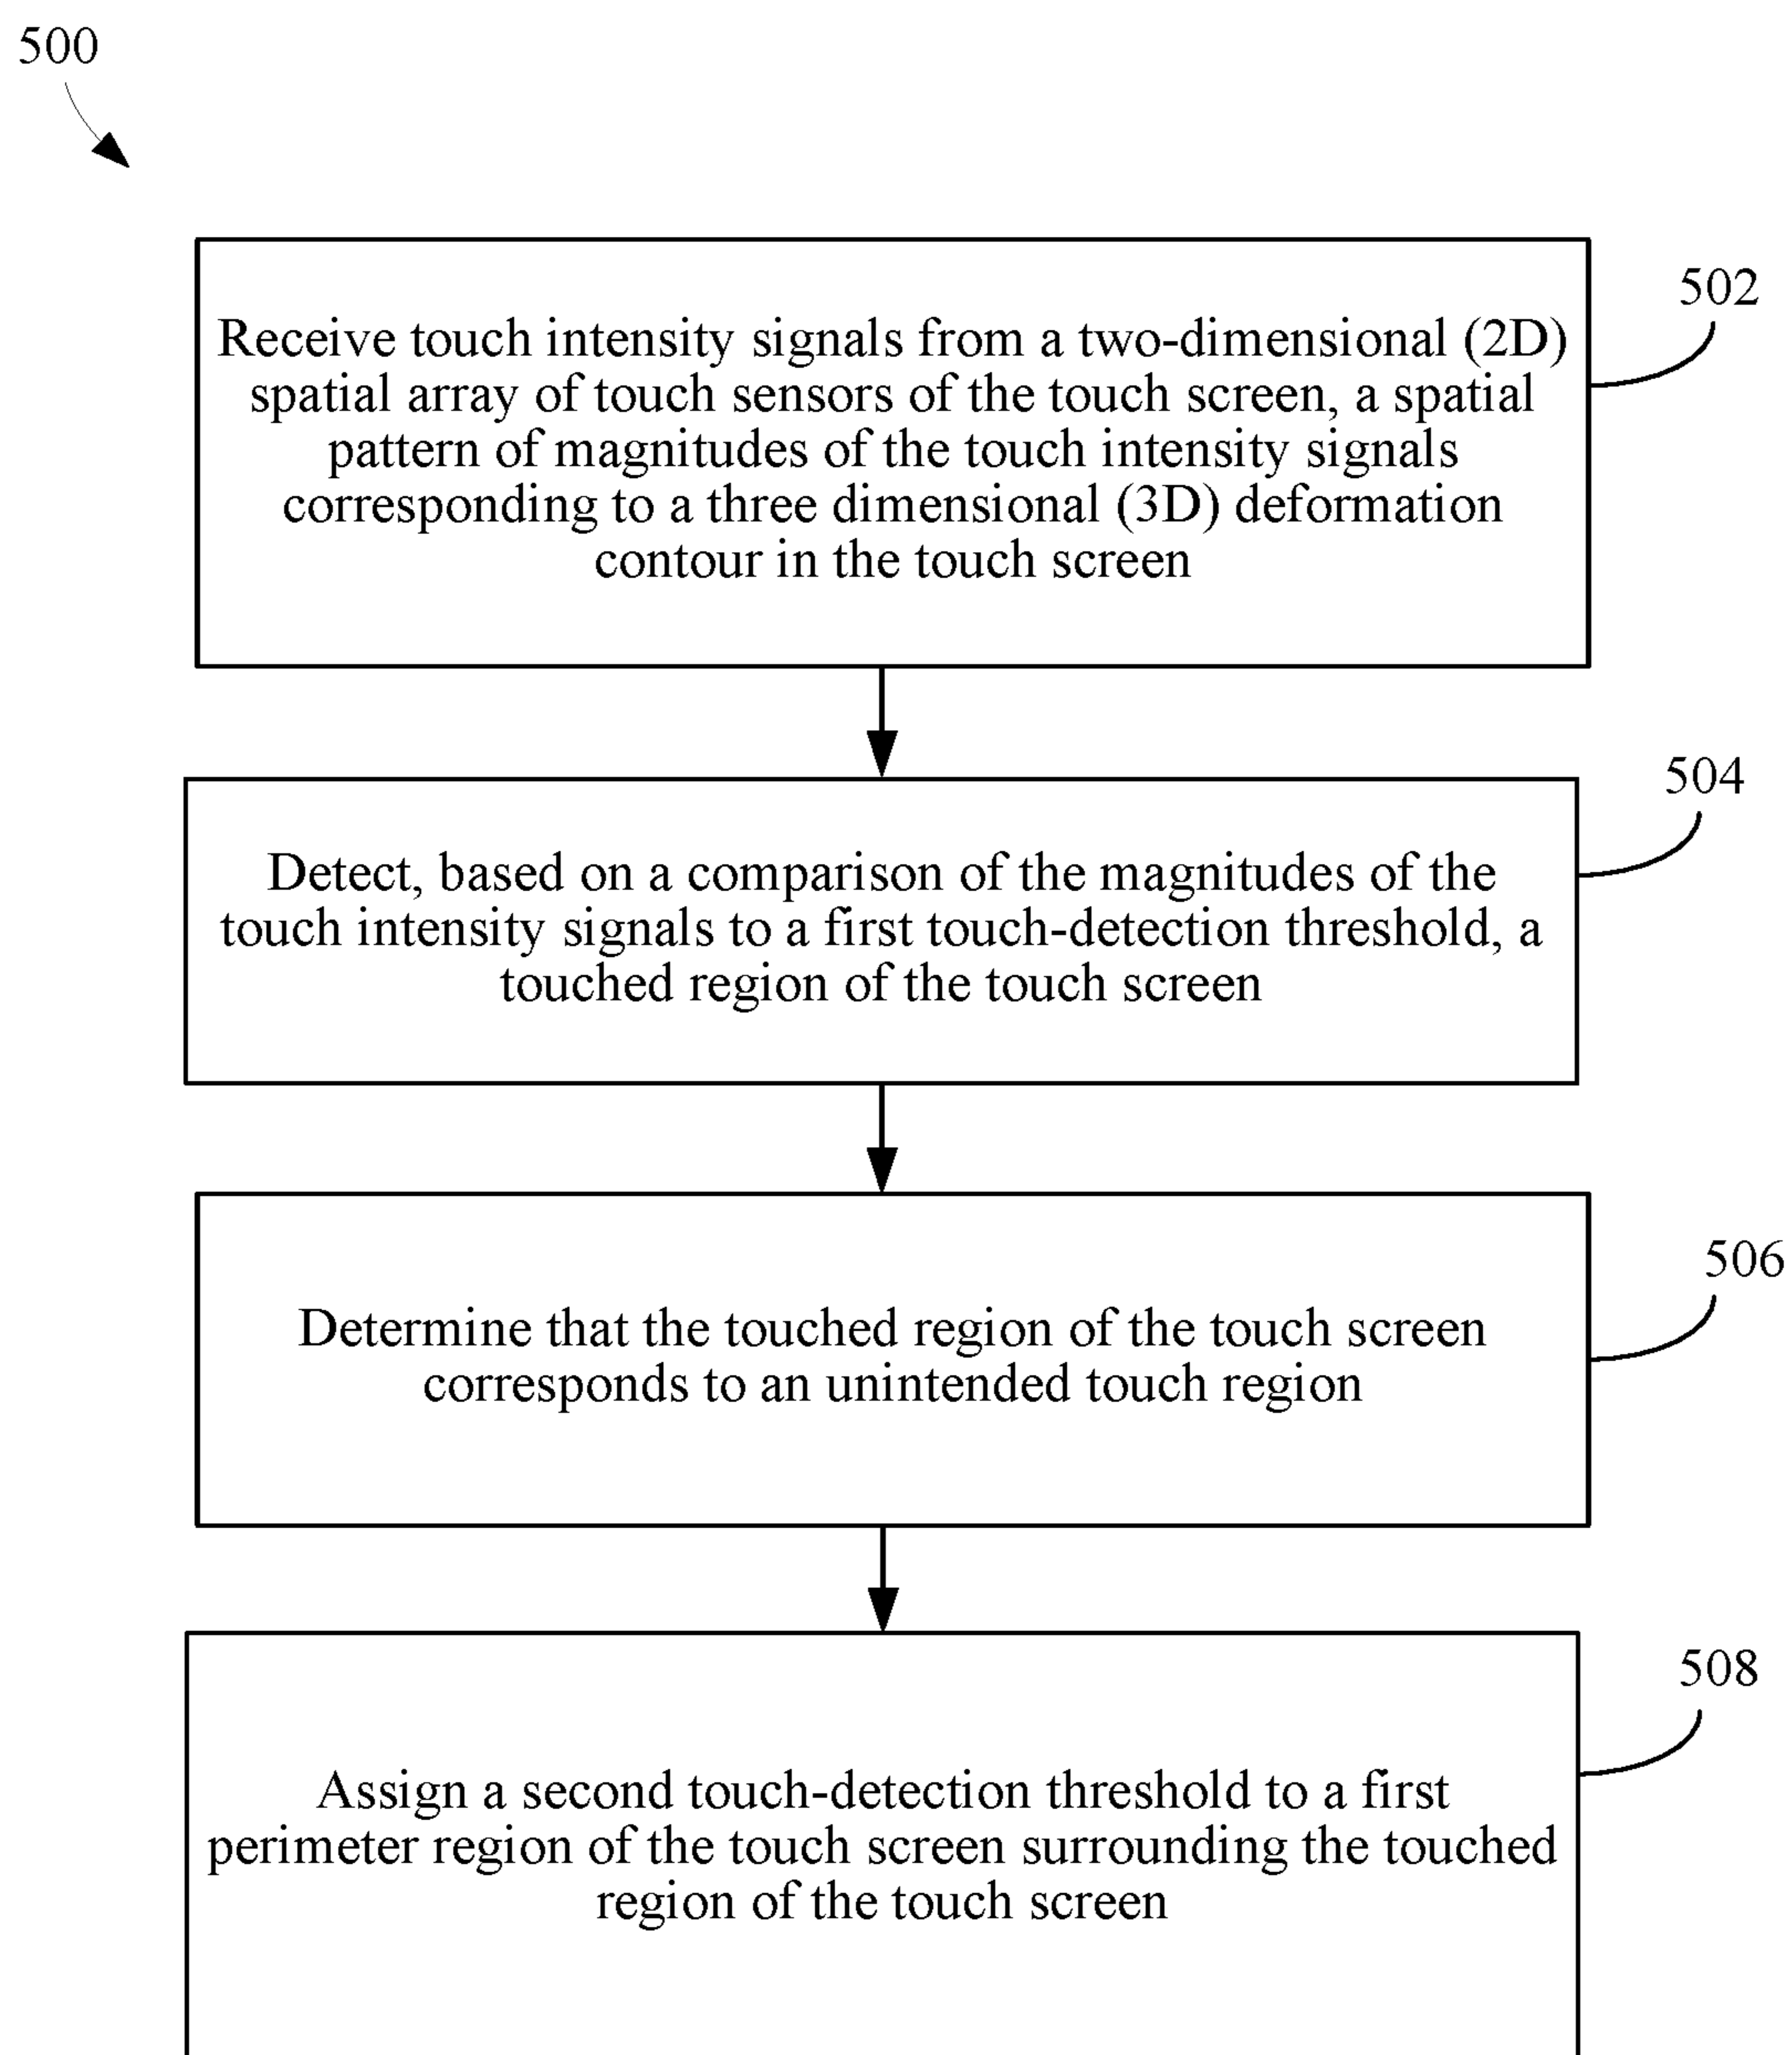 500
502
Receive touch intensity signals from a two-dimensional (2D)
spatial array of touch sensors of the touch screen, a spatial
pattern of magnitudes of the touch intensity signals
corresponding to a three dimensional (3D) deformation
contour in the touch screen
504
Detect, based on a comparison of the magnitudes of the
touch intensity signals to a first touch-detection threshold, a
touched region of the touch screen
506
Determine that the touched region of the touch screen
corresponds to an unintended touch region
508
Assign a second touch-detection threshold to a first
perimeter region of the touch screen surrounding the touched
region of the touch screen